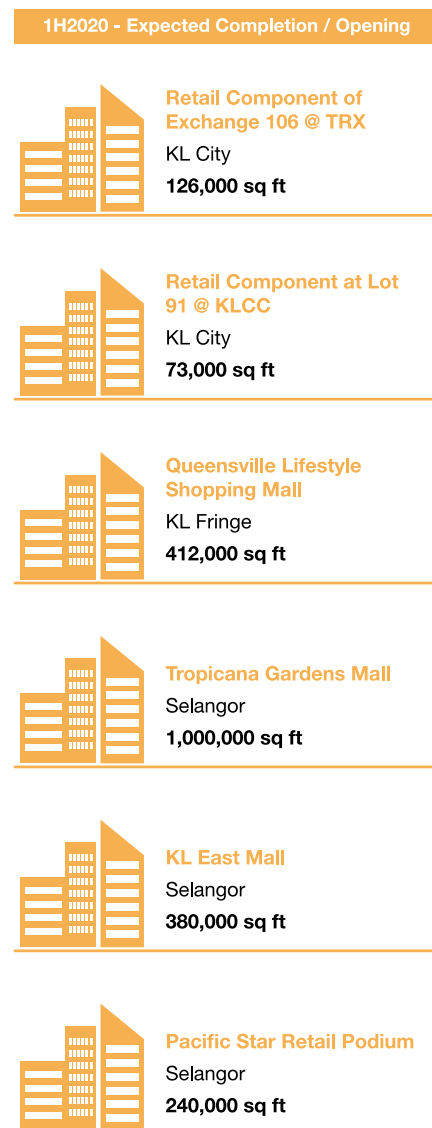 1H2020 - Expected Completion / Opening
Retail Component of
Exchange 106 @ TRX
KL City
126,000 sq ft
Retail Component at Lot
91 @ KLCC
KL City
73,000 sq ft
Queensville Lifestyle
Shopping Mall
KL Fringe
412,000 sq ft
Tropicana Gardens Mall
Selangor
1,000,000 sq ft
KL East Mall
Selangor
380,000 sq ft
Pacific Star Retail Podium
Selangor
240,000 sq ft